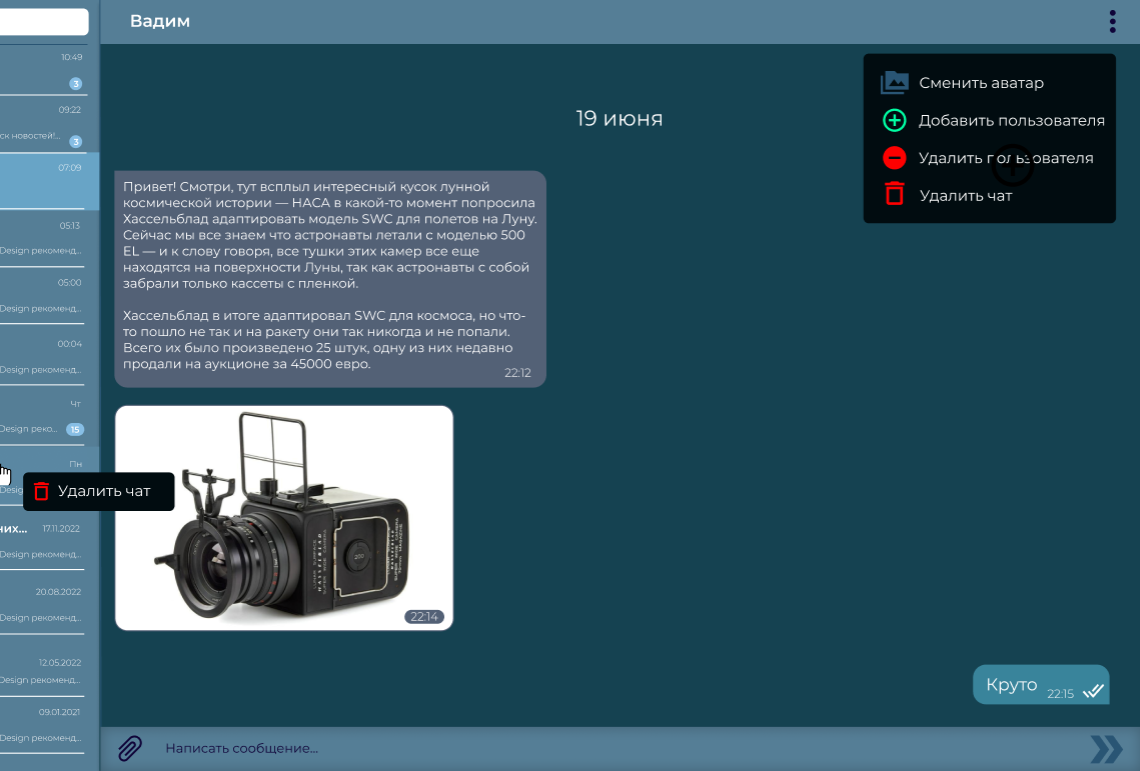 Вадим
10:49
3
09:22
ск новостей!...
3
07:09
05:13
Design рекоменд...
05:00
Design рекоменд...
00:04
Design рекоменд...
Чт
Design реко...
15
Пн
Desig
Удалить чат
них...
17.11.2022
Design рекоменд...
20.08.2022
Design рекоменд...
12.05.2022
Design рекоменд...
09.01.2021
Design рекоменд...
19 июня
Сменить аватар
Добавить пользователя
Удалить пользователя
Удалить чат
Привет! Смотри, тут всплыл интересный кусок лунной
космической истории — НАСА в какой-то момент попросила
Хассельблад адаптировать модель SWC для полетов на Луну.
Сейчас мы все знаем что астронавты летали с моделью 500
EL — и к слову говоря, все тушки этих камер все еще
находятся на поверхности Луны, так как астронавты с собой
забрали только кассеты с пленкой.
Хассельблад в итоге адаптировал SWC для космоса, но что-
то пошло не так и на ракету они так никогда и не попали.
Всего их было произведено 25 штук, одну из них недавно
продали на аукционе за 45000 евро.
22:12
HASSELBLAD
SUPER WIDE CAMERA
200
22:14
Круто
22:15
Написать сообщение...